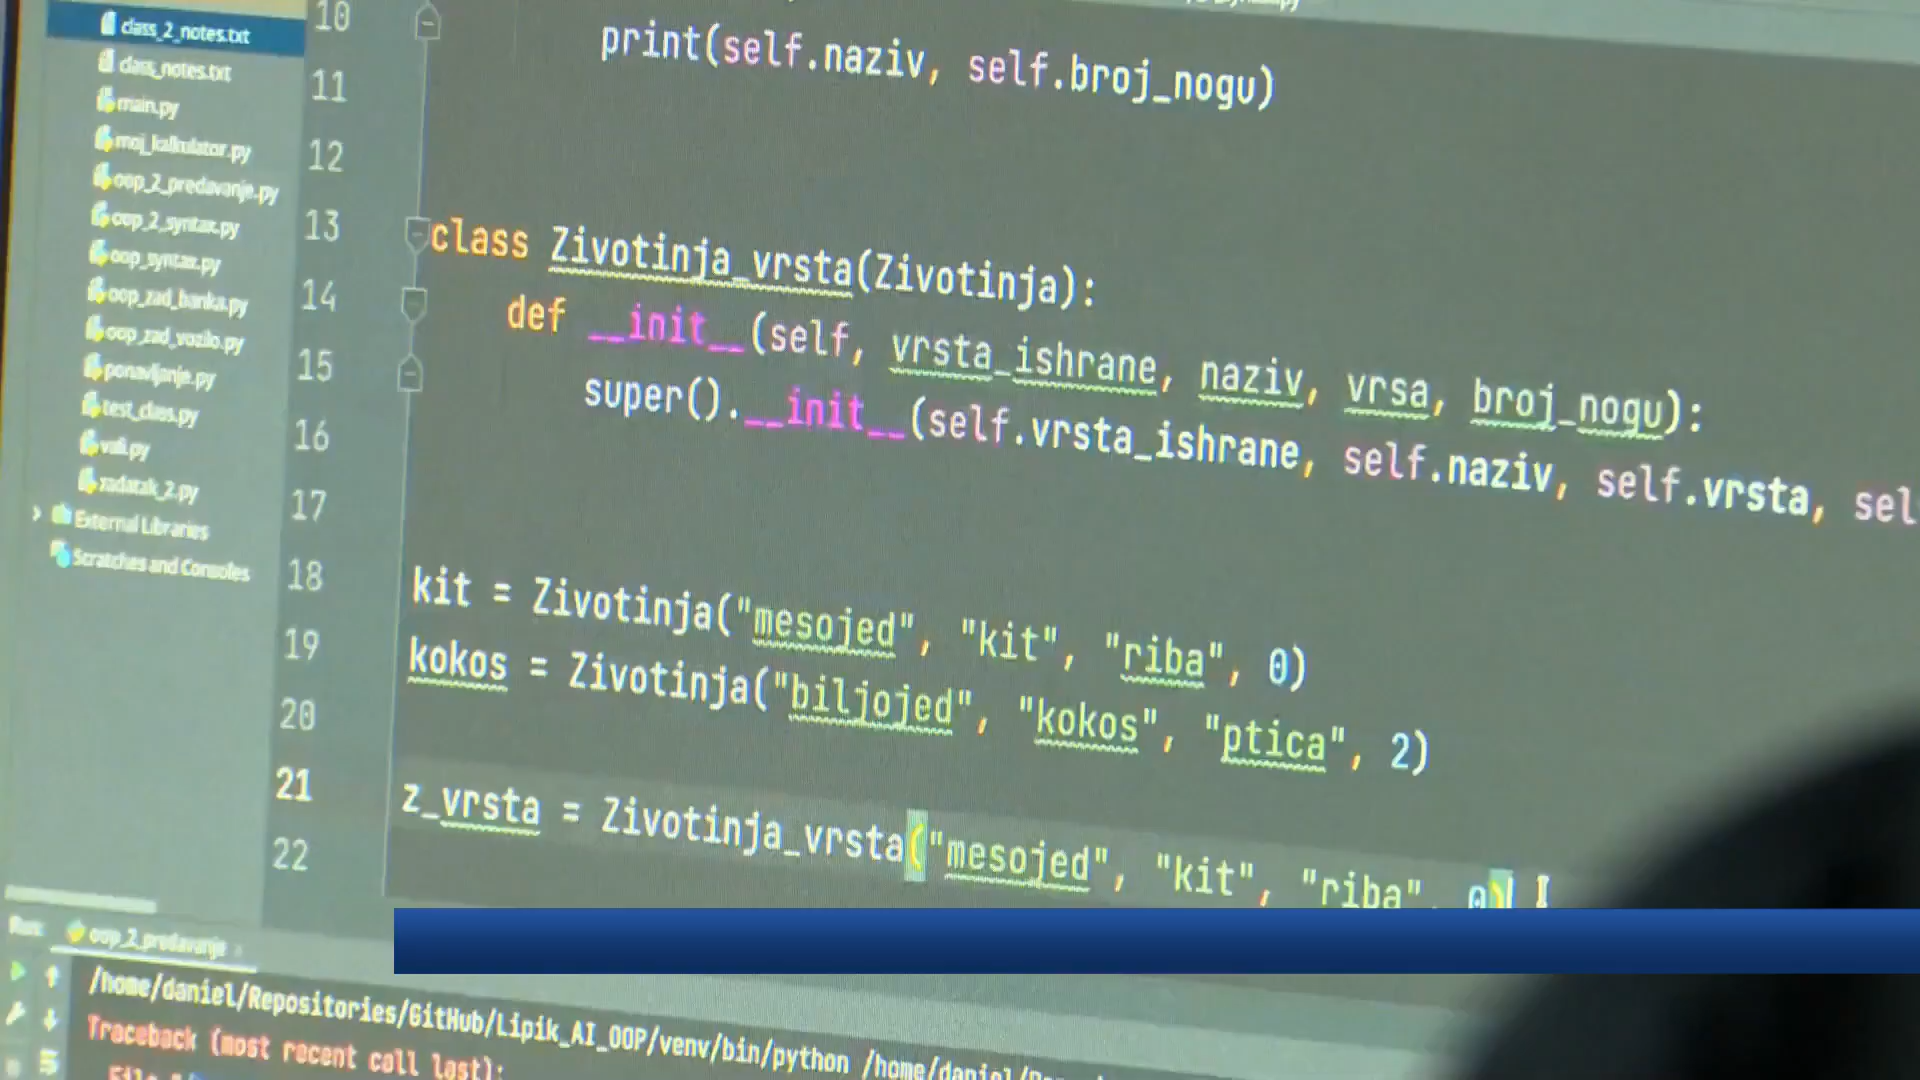 class_2_notes.txt
class_notes.txt
main.py
moj_kalkulator.py
oop_2_predavanje.py
oop_2_syntax.py
oop_syntax.py
oop_zad_banka.py
oop_zad_vozilo.py
ponavljanje.py
test_class.py
vali.py
zadatak_2.py
External Libraries
Scratches and Consoles
10 print(self.naziv, self.broj_nogu)
11
12
13 class Zivotinja_vrsta(Zivotinja):
14 def __init__(self, vrsta_ishrane, naziv, vrsa, broj_nogu):
15 super().__init__(self.vrsta_ishrane, self.naziv, self.vrsta, sel
16
17
18 kit = Zivotinja("mesojed", "kit", "riba", 0)
19 kokos = Zivotinja("biljojed", "kokos", "ptica", 2)
20
21 z_vrsta = Zivotinja_vrsta("mesojed", "kit", "riba", 0)
22
Run: oop_2_predavanje
/home/daniel/Repositories/GitHub/Lipik_AI_OOP/venv/bin/python /home/daniel/
Traceback (most recent call last):
File